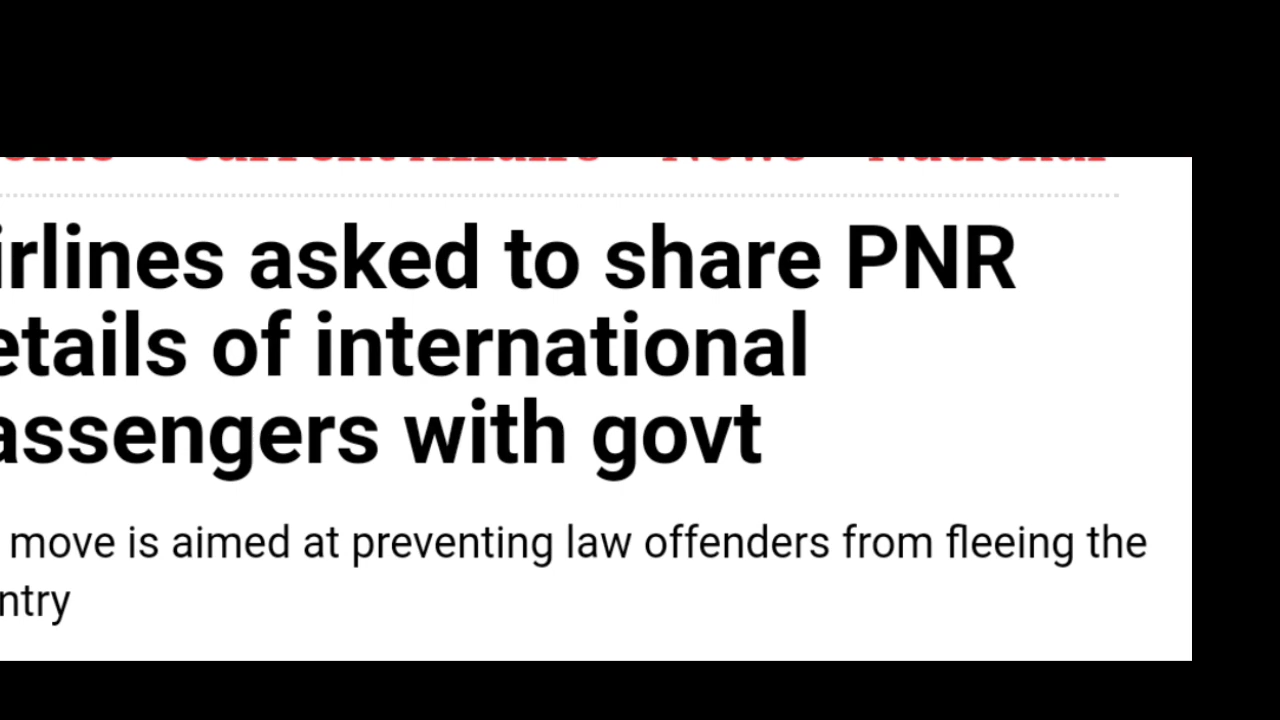 irlines asked to share PNR
etails of international
assengers with govt
move is aimed at preventing law offenders from fleeing the
ntry